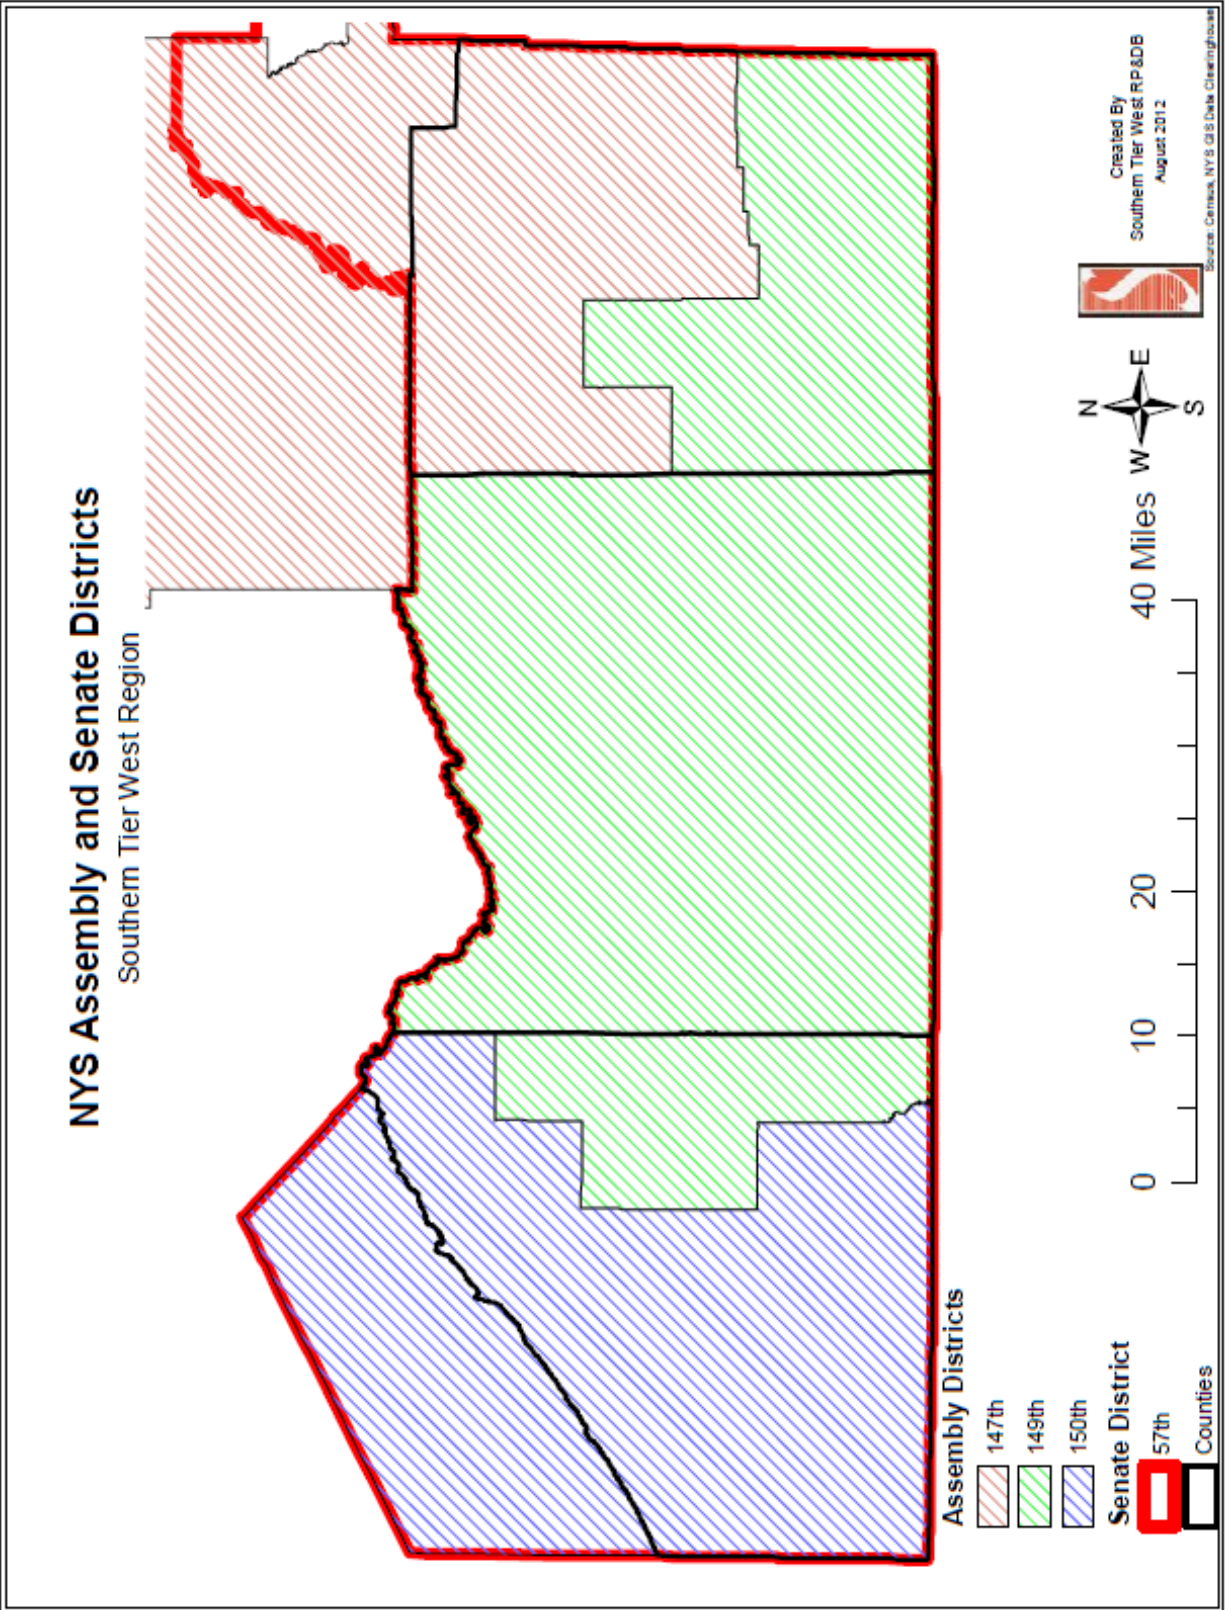 NYS Assembly and Senate Districts
Southern Tier West Region
Assembly Districts
147th
149th
150th
Senate District
57th
Counties
0 10 20 40 Miles
N
W E
S
Created By
Southern Tier West RP&DB
August 2012
Source: Census, NYS GIS Data Clearinghouse